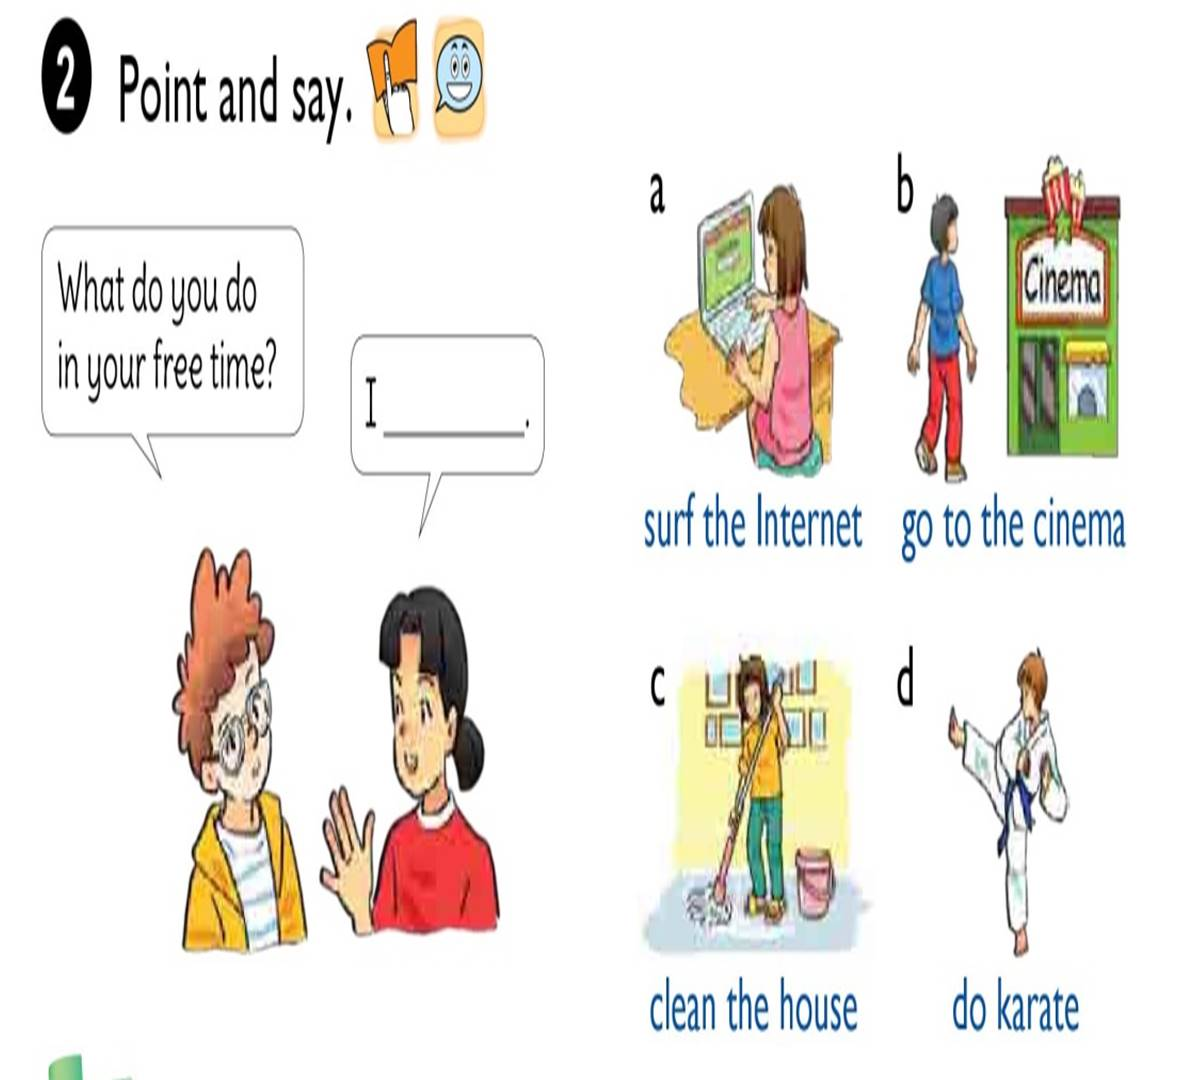 2 Point and say.
What do you do
in your free time?
I __________.
a
surf the Internet
b
Cinema
go to the cinema
c
clean the house
d
do karate